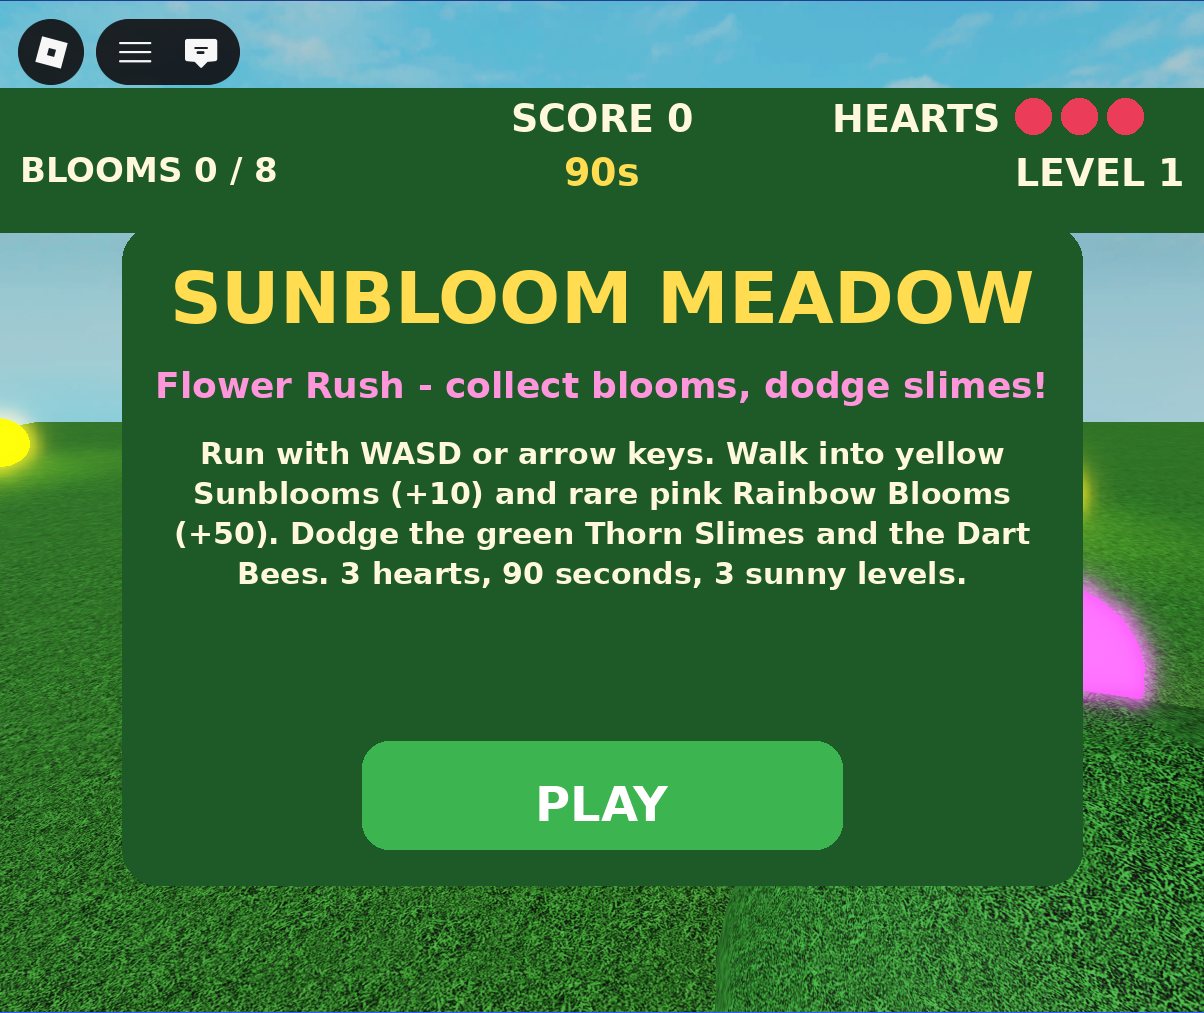 SCORE 0
HEARTS
BLOOMS 0 / 8
90s
LEVEL 1
SUNBLOOM MEADOW
Flower Rush - collect blooms, dodge slimes!
Run with WASD or arrow keys. Walk into yellow
Sunblooms (+10) and rare pink Rainbow Blooms
(+50). Dodge the green Thorn Slimes and the Dart
Bees. 3 hearts, 90 seconds, 3 sunny levels.
PLAY